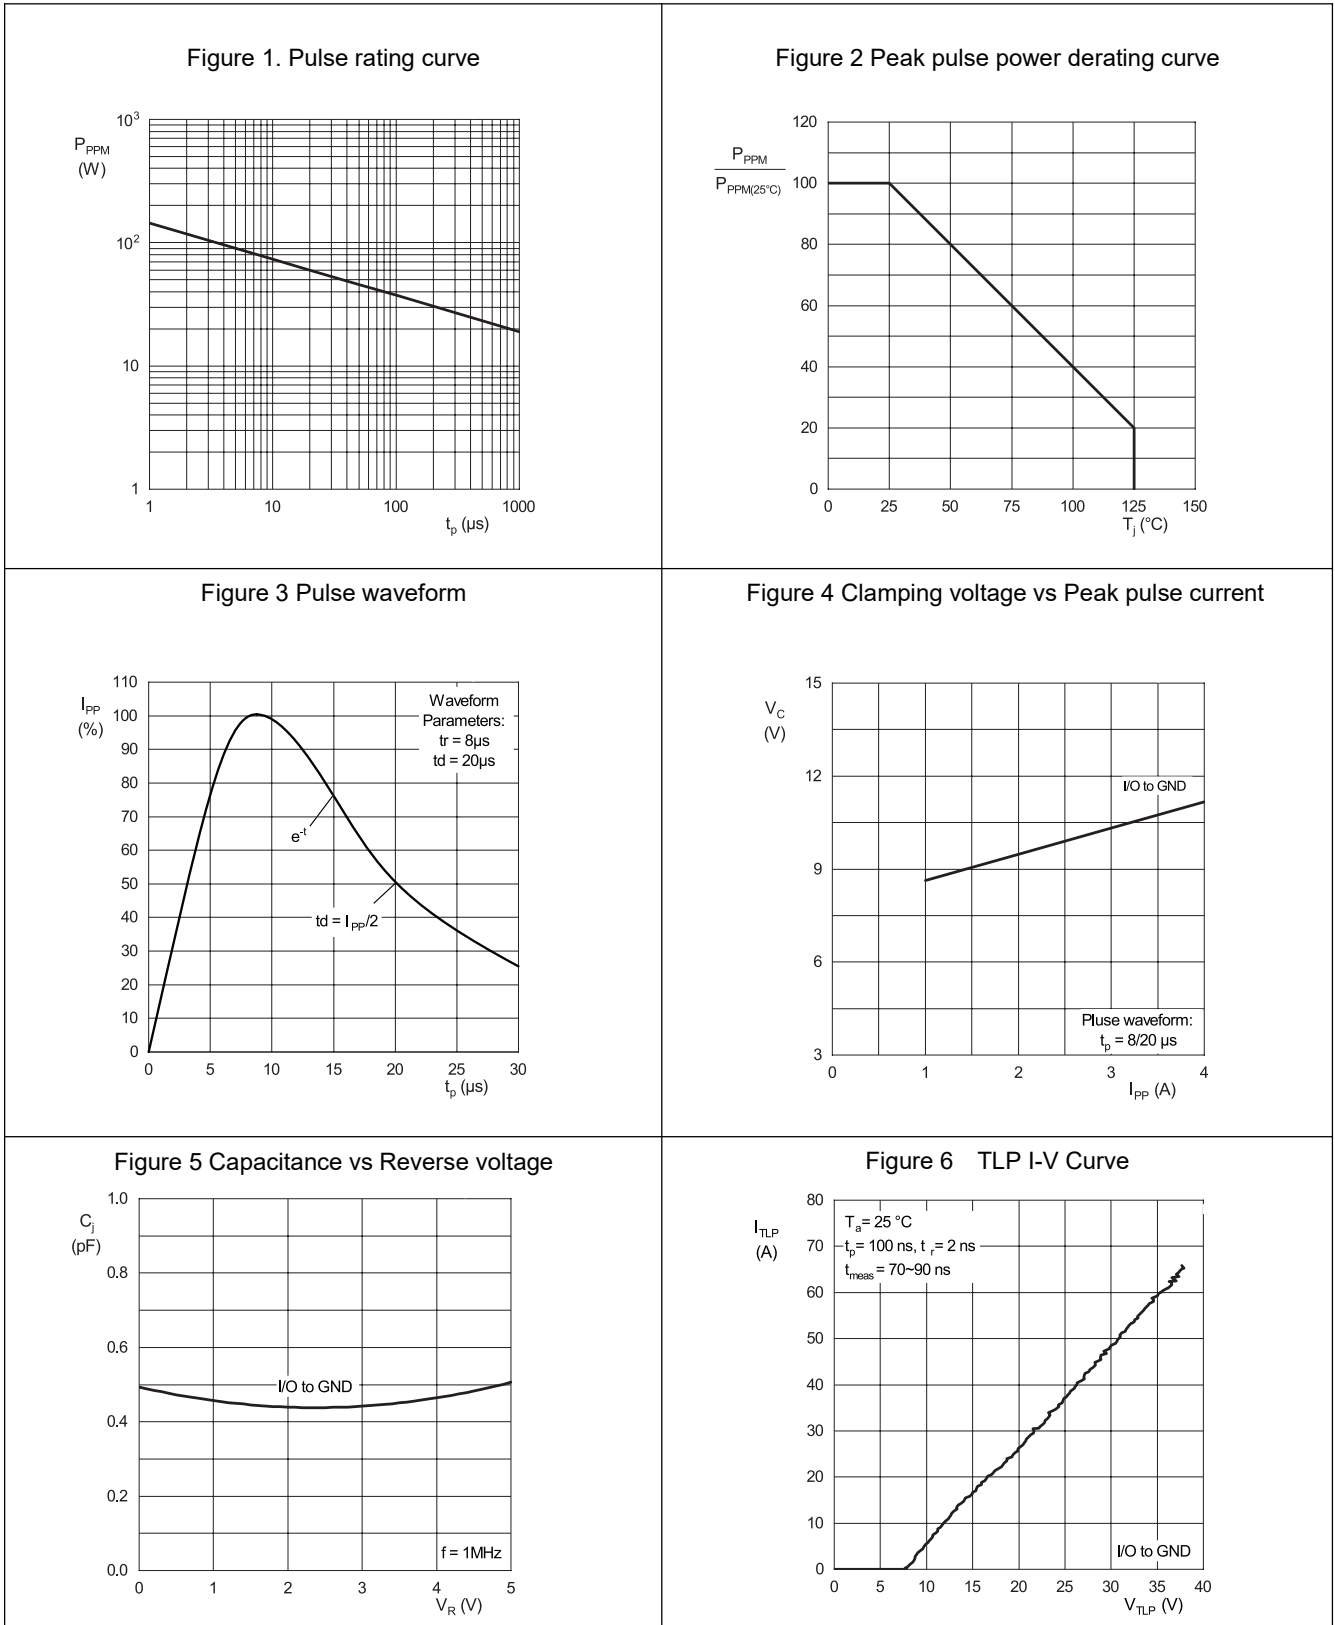 Figure 1. Pulse rating curve
P_PPM
(W)
10³
10²
10
1
1 10 100 1000
t_p (µs)
Figure 2 Peak pulse power derating curve
P_PPM
P_PPM(25°C)
120
100
80
60
40
20
0
0 25 50 75 100 125 150
T_j (°C)
Figure 3 Pulse waveform
I_PP
(%)
110
100
90
80
70
60
50
40
30
20
10
0
Waveform
Parameters:
tr = 8µs
td = 20µs
e^-t
td = I_PP/2
0 5 10 15 20 25 30
t_p (µs)
Figure 4 Clamping voltage vs Peak pulse current
V_C
(V)
15
12
9
6
3
I/O to GND
Pluse waveform:
t_p = 8/20 µs
0 1 2 3 4
I_PP (A)
Figure 5 Capacitance vs Reverse voltage
C_j
(pF)
1.0
0.8
0.6
0.4
0.2
0.0
I/O to GND
f = 1MHz
0 1 2 3 4 5
V_R (V)
Figure 6 TLP I-V Curve
I_TLP
(A)
80
70
60
50
40
30
20
10
0
T_a = 25 °C
t_p = 100 ns, t_r = 2 ns
t_meas = 70~90 ns
I/O to GND
0 5 10 15 20 25 30 35 40
V_TLP (V)